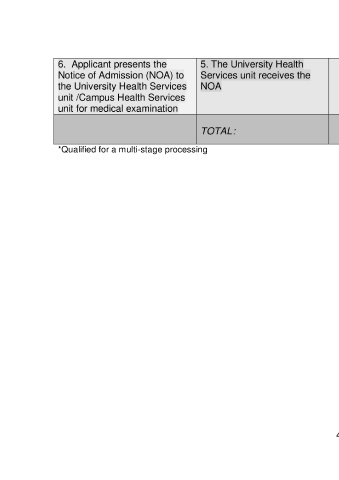 6. Applicant presents the
Notice of Admission (NOA) to
the University Health Services
unit /Campus Health Services
unit for medical examination
5. The University Health
Services unit receives the
NOA
TOTAL:
*Qualified for a multi-stage processing